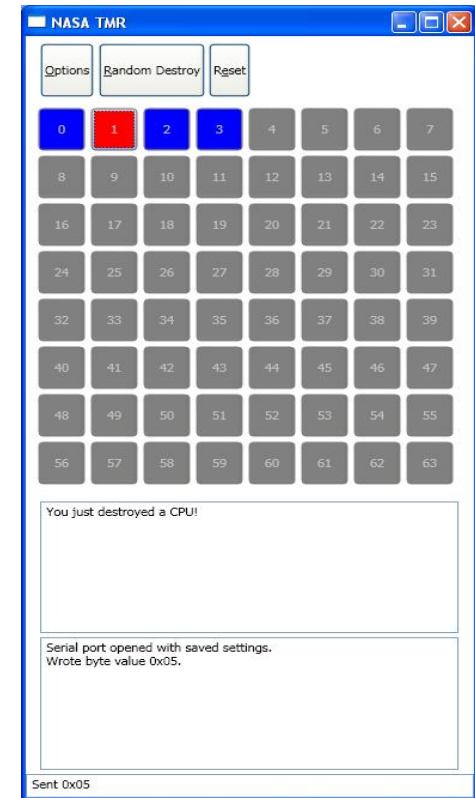 NASA TMR
Options Random Destroy Reset
0 1 2 3 4 5 6 7
8 9 10 11 12 13 14 15
16 17 18 19 20 21 22 23
24 25 26 27 28 29 30 31
32 33 34 35 36 37 38 39
40 41 42 43 44 45 46 47
48 49 50 51 52 53 54 55
56 57 58 59 60 61 62 63
You just destroyed a CPU!
Serial port opened with saved settings.
Wrote byte value 0x05.
Sent 0x05